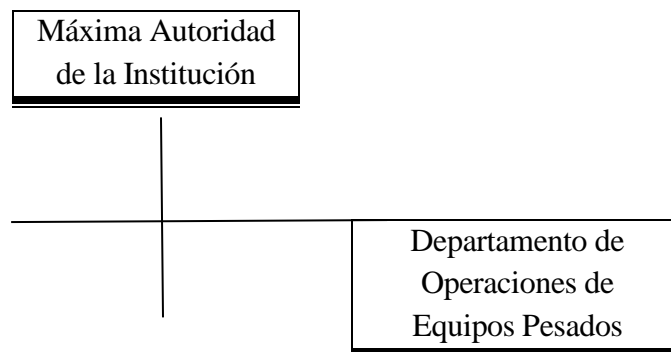 Máxima Autoridad
de la Institución
Departamento de
Operaciones de
Equipos Pesados